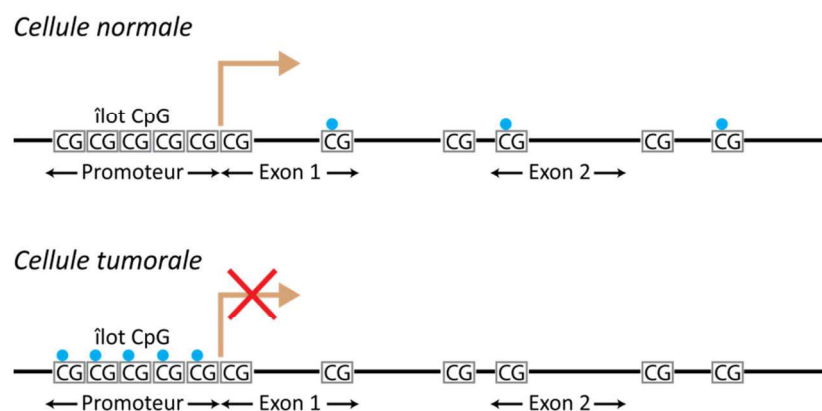 Cellule normale
îlot CpG
CG CG CG CG CG CG CG CG CG CG CG
Promoteur Exon 1 Exon 2
Cellule tumorale
îlot CpG
CG CG CG CG CG CG CG CG CG CG CG
Promoteur Exon 1 Exon 2